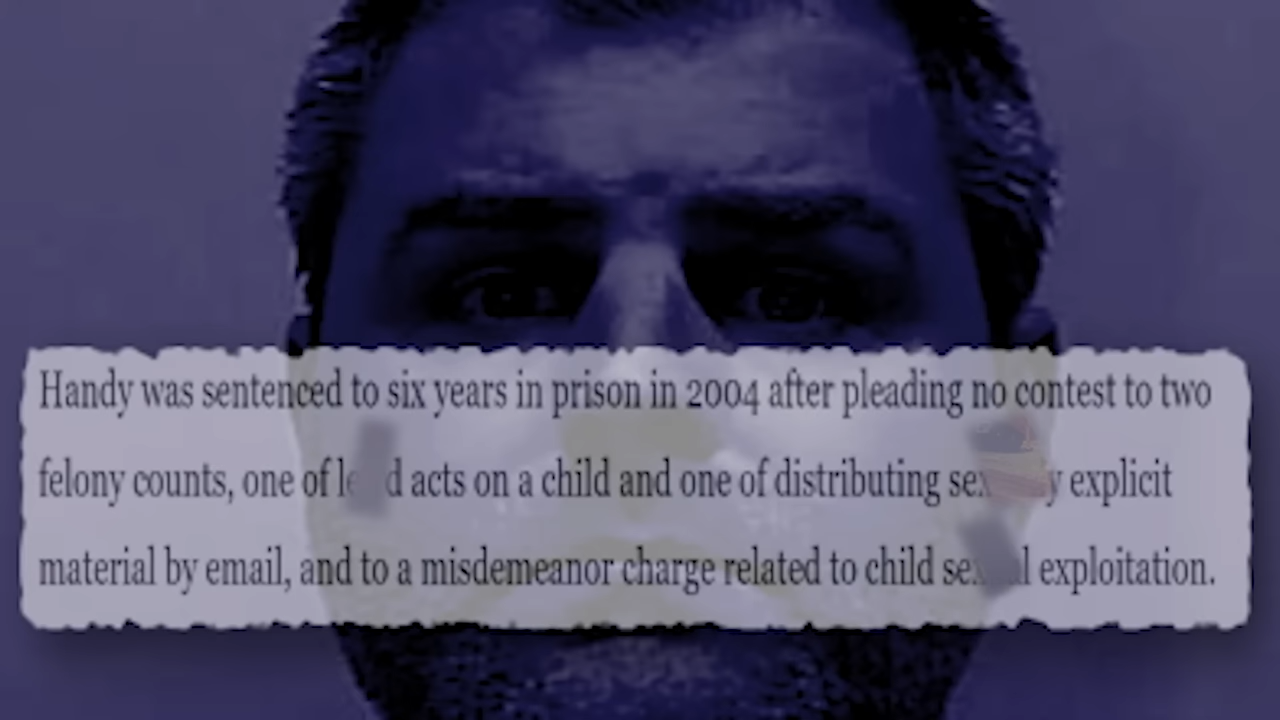 Handy was sentenced to six years in prison in 2004 after pleading no contest to two
felony counts, one of d acts on a child and one of distributing explicit
material by email, and to a misdemeanor charge related to child exploitation.